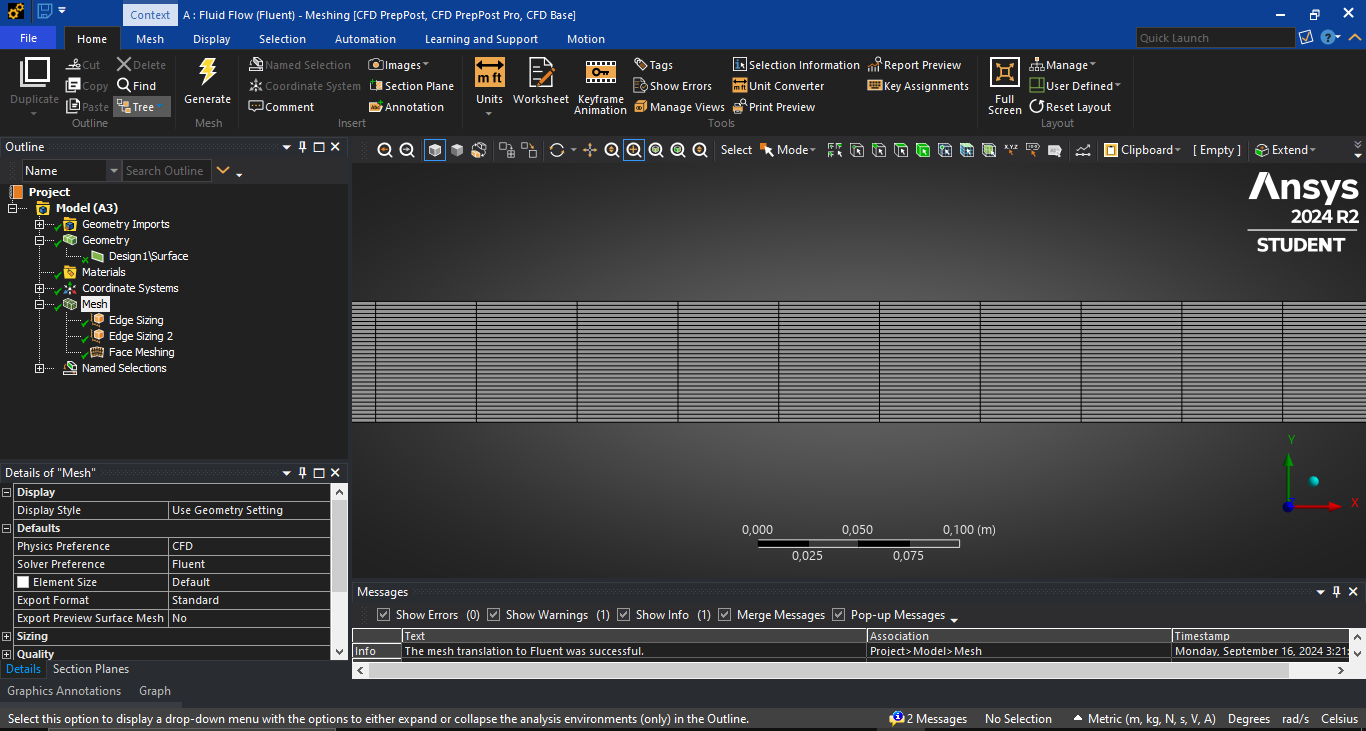 Context
A : Fluid Flow (Fluent) - Meshing [CFD PrepPost, CFD PrepPost Pro, CFD Base]
File Home Mesh Display Selection Automation Learning and Support Motion
Quick Launch
Duplicate
Cut
Copy
Paste
Delete
Find
Tree
Outline
Generate
Mesh
Named Selection
Coordinate System
Comment
Images
Section Plane
Annotation
Insert
Units
Worksheet
Keyframe
Animation
Tags
Show Errors
Manage Views
Selection Information
Unit Converter
Print Preview
Report Preview
Key Assignments
Tools
Full
Screen
Manage
User Defined
Reset Layout
Layout
Outline
Name
Search Outline
Select
Mode
Clipboard
[ Empty ]
Extend
Project
Model (A3)
Geometry Imports
Geometry
Design1\Surface
Materials
Coordinate Systems
Mesh
Edge Sizing
Edge Sizing 2
Face Meshing
Named Selections
Ansys
2024 R2
STUDENT
Y
X
0,000 0,050 0,100 (m)
0,025 0,075
Details of "Mesh"
Display
Display Style Use Geometry Setting
Defaults
Physics Preference CFD
Solver Preference Fluent
Element Size Default
Export Format Standard
Export Preview Surface Mesh No
Sizing
Quality
Details Section Planes
Graphics Annotations Graph
Messages
Show Errors (0) Show Warnings (1) Show Info (1) Merge Messages Pop-up Messages
Text Association Timestamp
Info The mesh translation to Fluent was successful. Project>Model>Mesh Monday, September 16, 2024 3:21:
Select this option to display a drop-down menu with the options to either expand or collapse the analysis environments (only) in the Outline.
2 Messages No Selection Metric (m, kg, N, s, V, A) Degrees rad/s Celsius